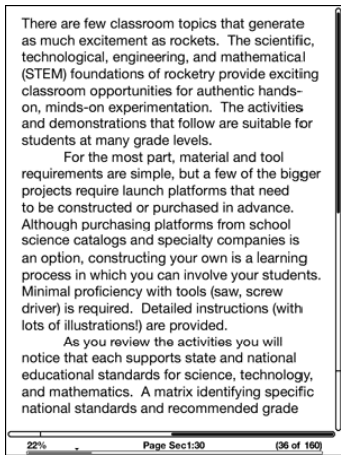 There are few classroom topics that generate
as much excitement as rockets.  The scientific,
technological, engineering, and mathematical
(STEM) foundations of rocketry provide exciting
classroom opportunities for authentic hands-
on, minds-on experimentation.  The activities
and demonstrations that follow are suitable for
students at many grade levels.
For the most part, material and tool
requirements are simple, but a few of the bigger
projects require launch platforms that need
to be constructed or purchased in advance.
Although purchasing platforms from school
science catalogs and specialty companies is
an option, constructing your own is a learning
process in which you can involve your students.
Minimal proficiency with tools (saw, screw
driver) is required.  Detailed instructions (with
lots of illustrations!) are provided.
As you review the activities you will
notice that each supports state and national
educational standards for science, technology,
and mathematics.  A matrix identifying specific
national standards and recommended grade
22% Page Sec1:30 (36 of 160)